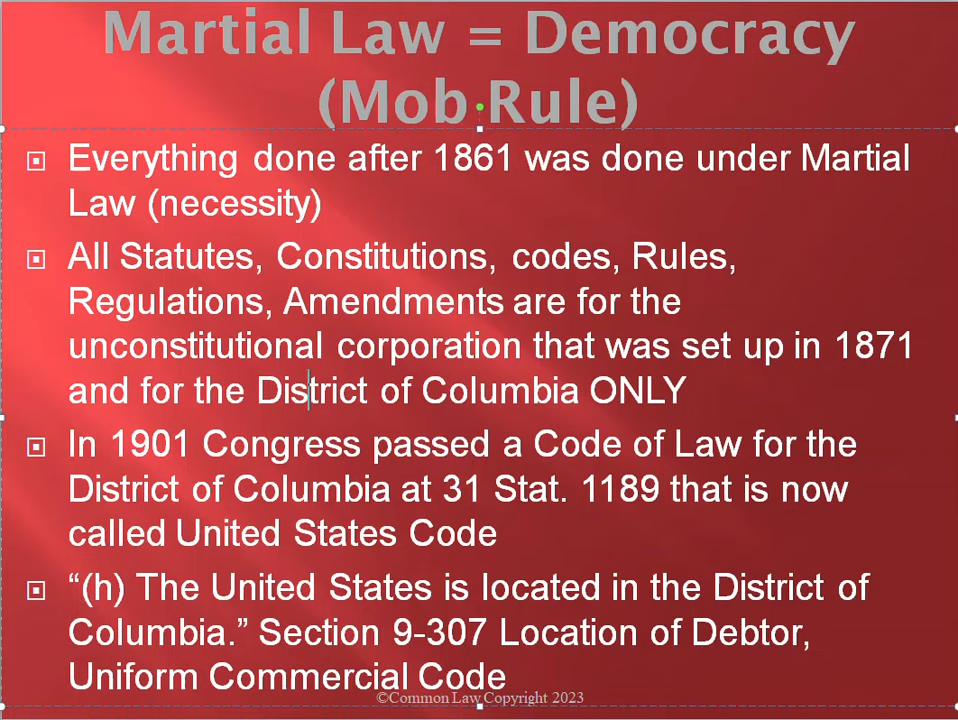 Martial Law = Democracy
(Mob Rule)
Everything done after 1861 was done under Martial
Law (necessity)
All Statutes, Constitutions, codes, Rules,
Regulations, Amendments are for the
unconstitutional corporation that was set up in 1871
and for the District of Columbia ONLY
In 1901 Congress passed a Code of Law for the
District of Columbia at 31 Stat. 1189 that is now
called United States Code
“(h) The United States is located in the District of
Columbia.” Section 9-307 Location of Debtor,
Uniform Commercial Code
©Common Law Copyright 2023